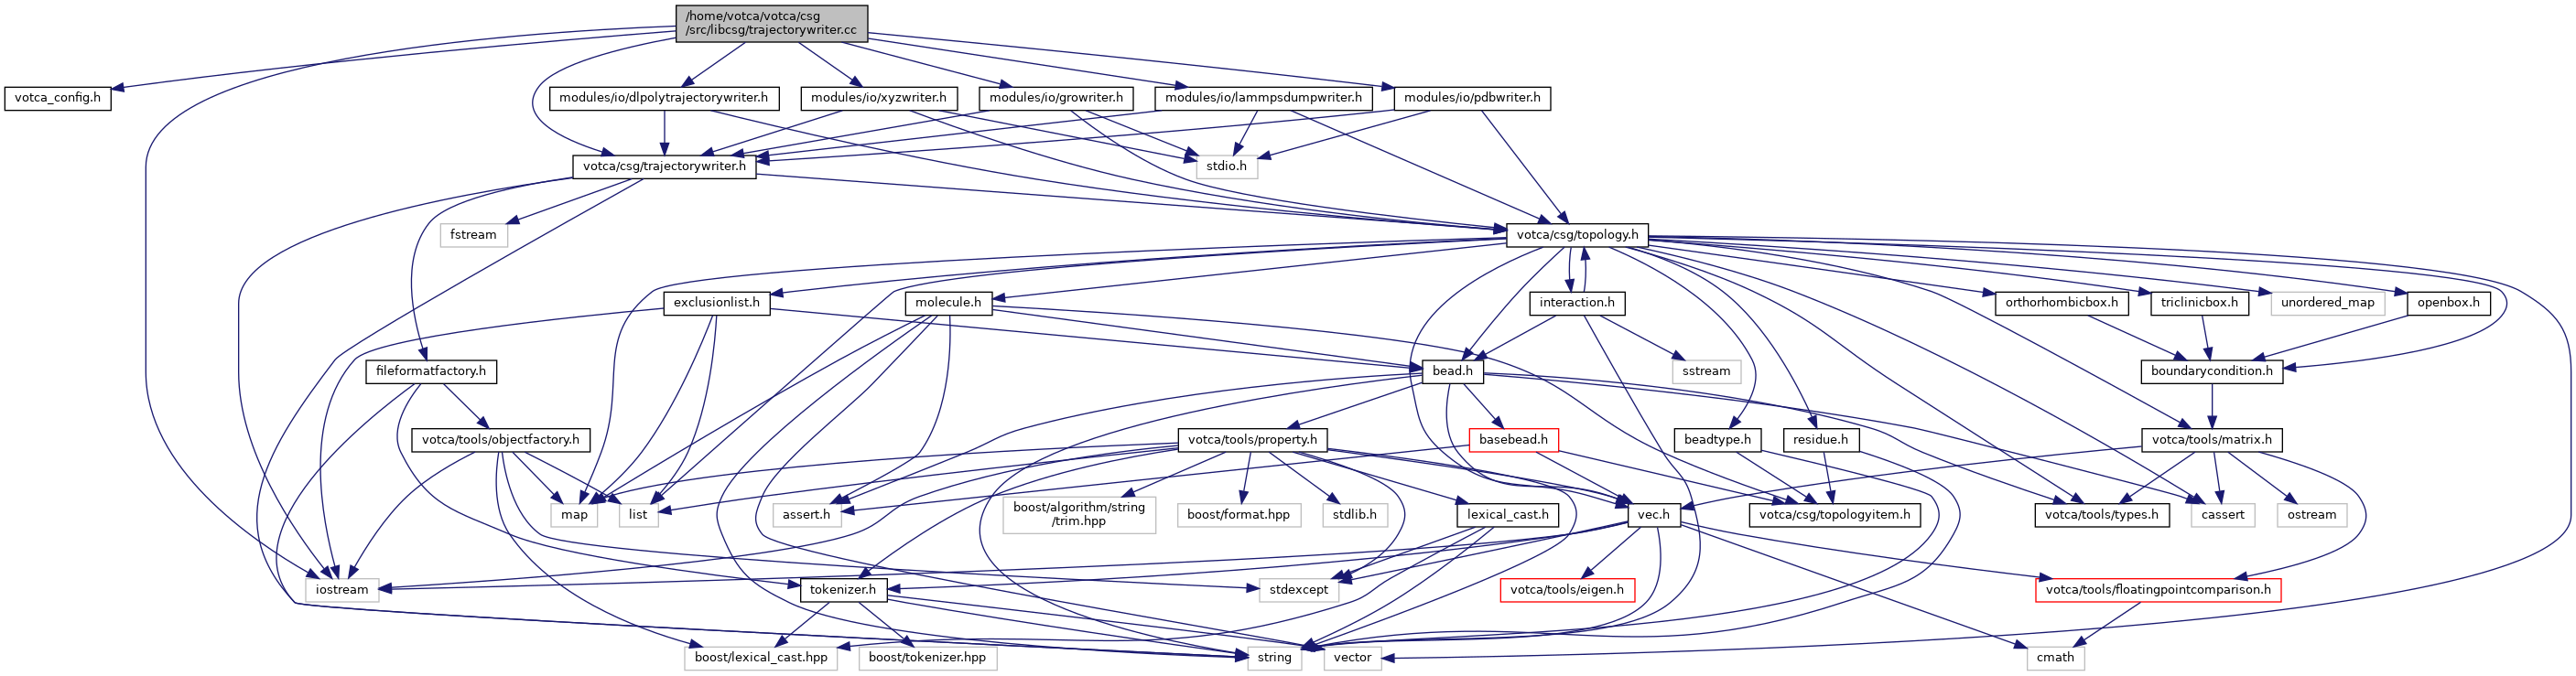 /home/votca/votca/csg
/src/libcsg/trajectorywriter.cc
votca_config.h
modules/io/dlpolytrajectorywriter.h
modules/io/xyzwriter.h
modules/io/growriter.h
modules/io/lammpsdumpwriter.h
modules/io/pdbwriter.h
votca/csg/trajectorywriter.h
stdio.h
fstream
votca/csg/topology.h
exclusionlist.h
molecule.h
interaction.h
orthorhombicbox.h
triclinicbox.h
unordered_map
openbox.h
fileformatfactory.h
bead.h
sstream
boundarycondition.h
votca/tools/objectfactory.h
votca/tools/property.h
basebead.h
beadtype.h
residue.h
votca/tools/matrix.h
map
list
assert.h
boost/algorithm/string
/trim.hpp
boost/format.hpp
stdlib.h
lexical_cast.h
vec.h
votca/csg/topologyitem.h
votca/tools/types.h
cassert
ostream
iostream
tokenizer.h
stdexcept
votca/tools/eigen.h
votca/tools/floatingpointcomparison.h
boost/lexical_cast.hpp
boost/tokenizer.hpp
string
vector
cmath